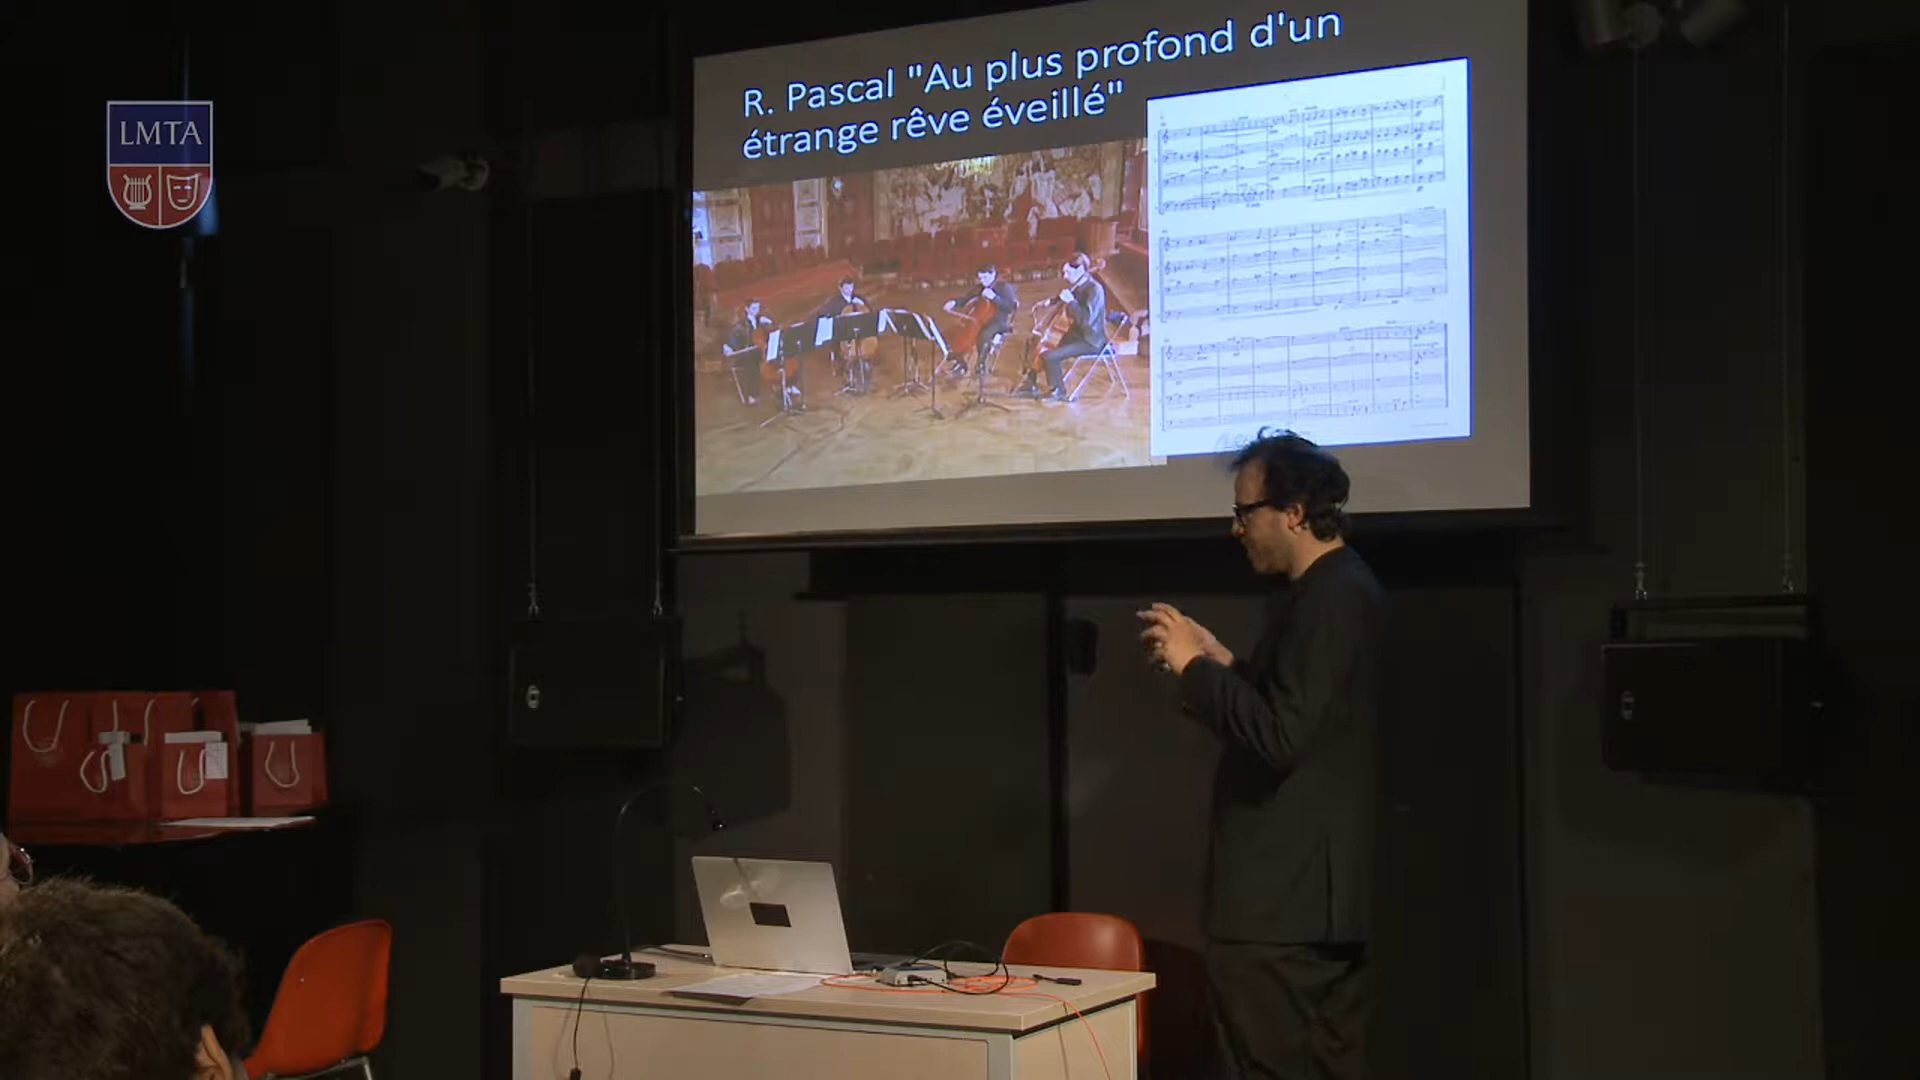 LMTA
R. Pascal "Au plus profond d'un
étrange rêve éveillé"